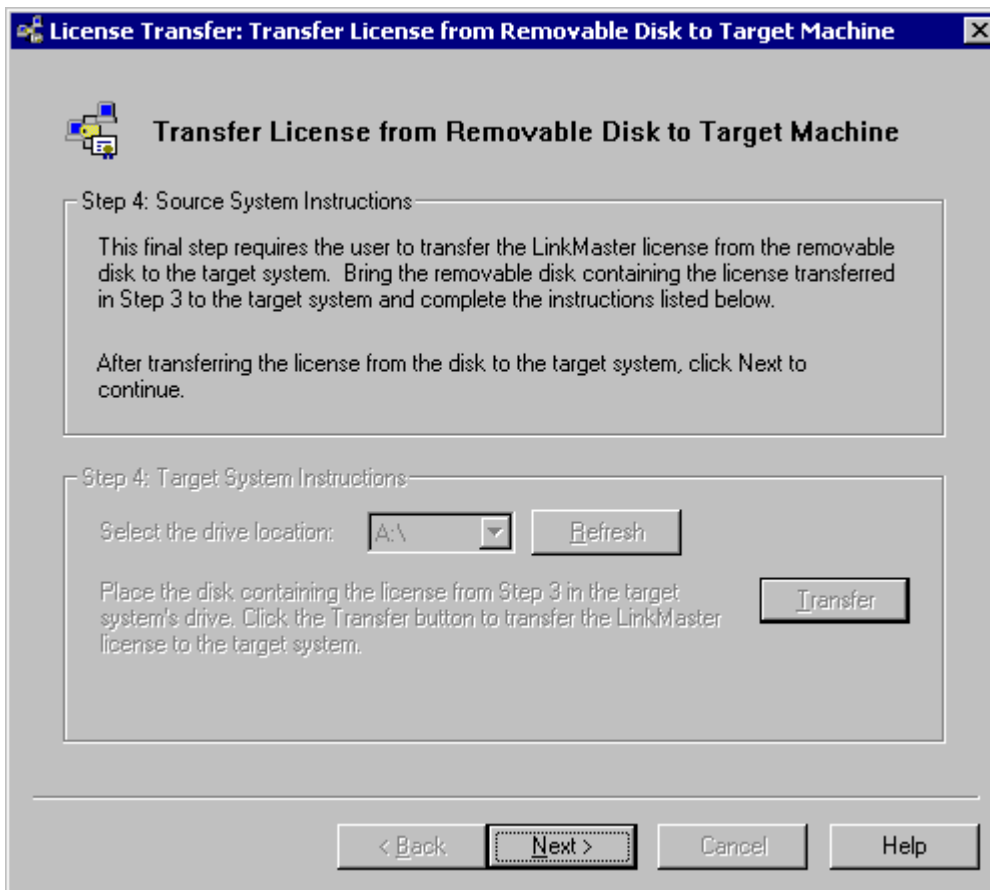 License Transfer: Transfer License from Removable Disk to Target Machine
Transfer License from Removable Disk to Target Machine
Step 4: Source System Instructions
This final step requires the user to transfer the LinkMaster license from the removable
disk to the target system.  Bring the removable disk containing the license transferred
in Step 3 to the target system and complete the instructions listed below.
After transferring the license from the disk to the target system, click Next to
continue.
Step 4: Target System Instructions
Select the drive location: A:\ Refresh
Place the disk containing the license from Step 3 in the target
system's drive. Click the Transfer button to transfer the LinkMaster
license to the target system.
Transfer
< Back Next > Cancel Help